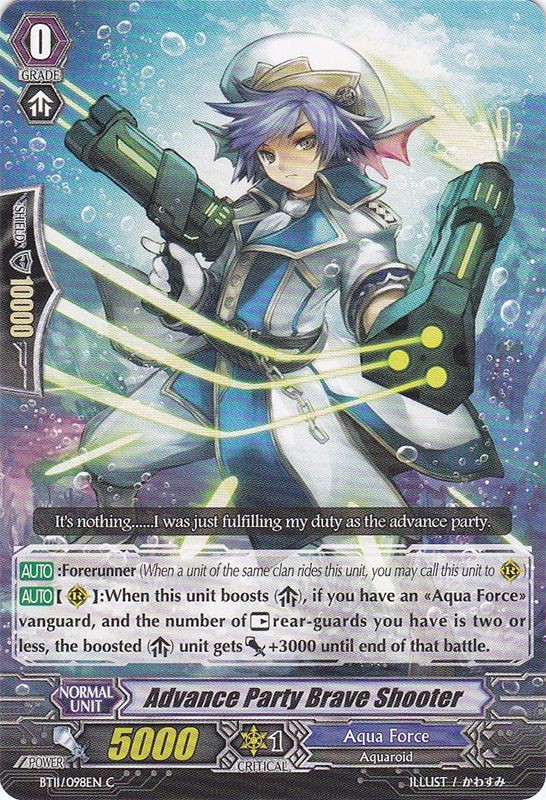 0
GRADE
SHIELD
10000
It's nothing......I was just fulfilling my duty as the advance party.
AUTO :Forerunner (When a unit of the same clan rides this unit, you may call this unit to R)
AUTO【R】:When this unit boosts ( ), if you have an «Aqua Force»
vanguard, and the number of rear-guards you have is two or
less, the boosted ( ) unit gets +3000 until end of that battle.
NORMAL
UNIT
Advance Party Brave Shooter
POWER
5000
1
CRITICAL
Aqua Force
Aquaroid
BT11/098EN C
ILLUST / かわすみ